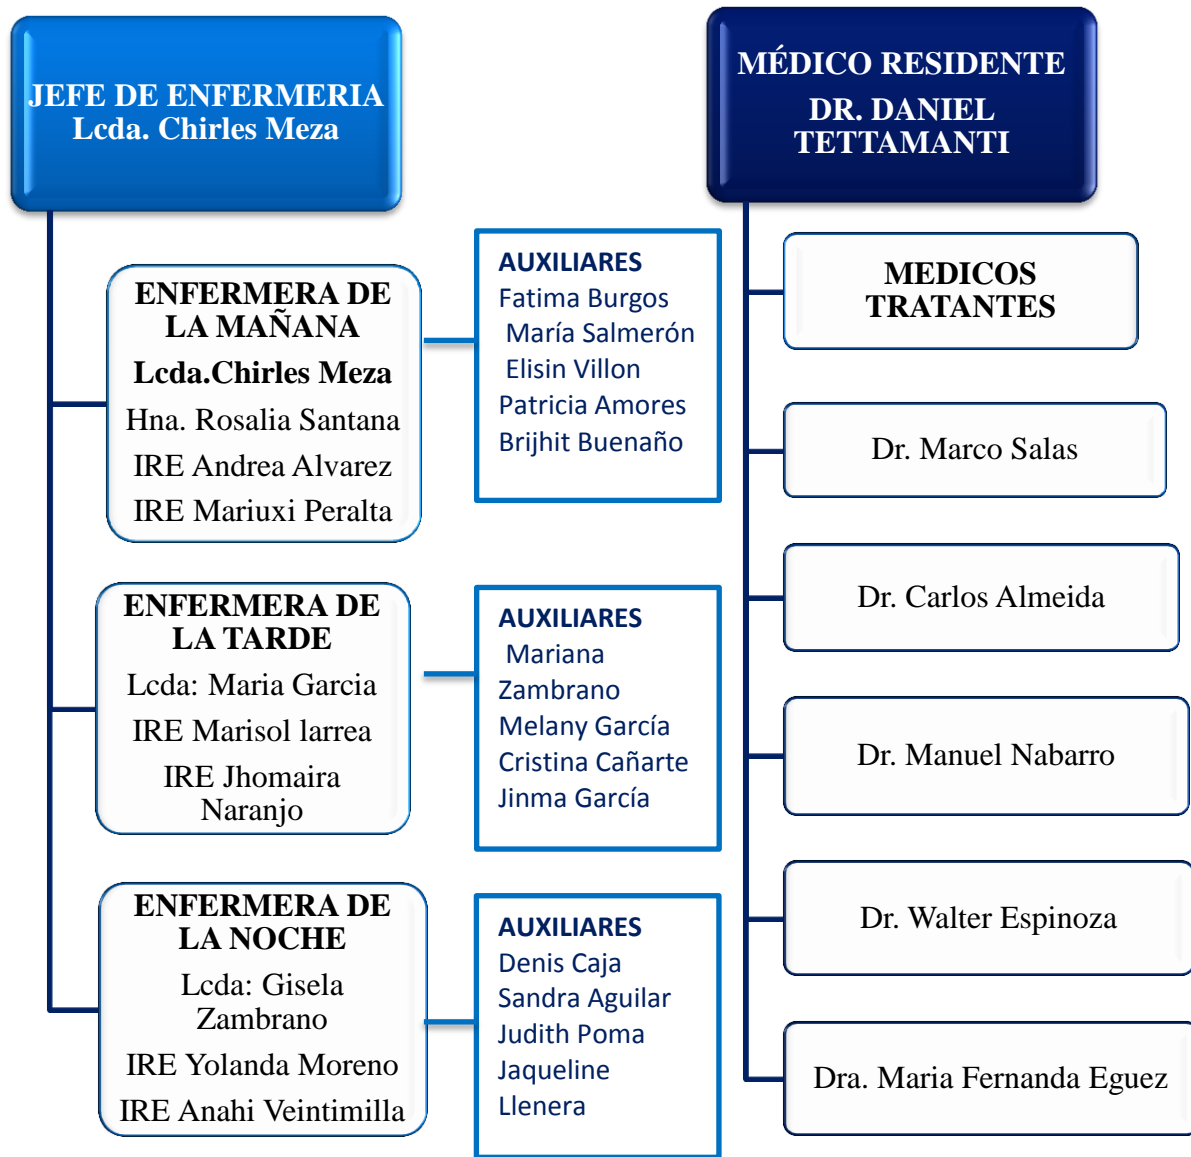 JEFE DE ENFERMERIA
Lcda. Chirles Meza
ENFERMERA DE
LA MAÑANA
Lcda.Chirles Meza
Hna. Rosalia Santana
IRE Andrea Alvarez
IRE Mariuxi Peralta
AUXILIARES
Fatima Burgos
María Salmerón
Elisin Villon
Patricia Amores
Brijhit Buenaño
ENFERMERA DE
LA TARDE
Lcda: Maria Garcia
IRE Marisol larrea
IRE Jhomaira
Naranjo
AUXILIARES
Mariana
Zambrano
Melany García
Cristina Cañarte
Jinma García
ENFERMERA DE
LA NOCHE
Lcda: Gisela
Zambrano
IRE Yolanda Moreno
IRE Anahi Veintimilla
AUXILIARES
Denis Caja
Sandra Aguilar
Judith Poma
Jaqueline
Llenera
MÉDICO RESIDENTE
DR. DANIEL
TETTAMANTI
MEDICOS
TRATANTES
Dr. Marco Salas
Dr. Carlos Almeida
Dr. Manuel Nabarro
Dr. Walter Espinoza
Dra. Maria Fernanda Eguez